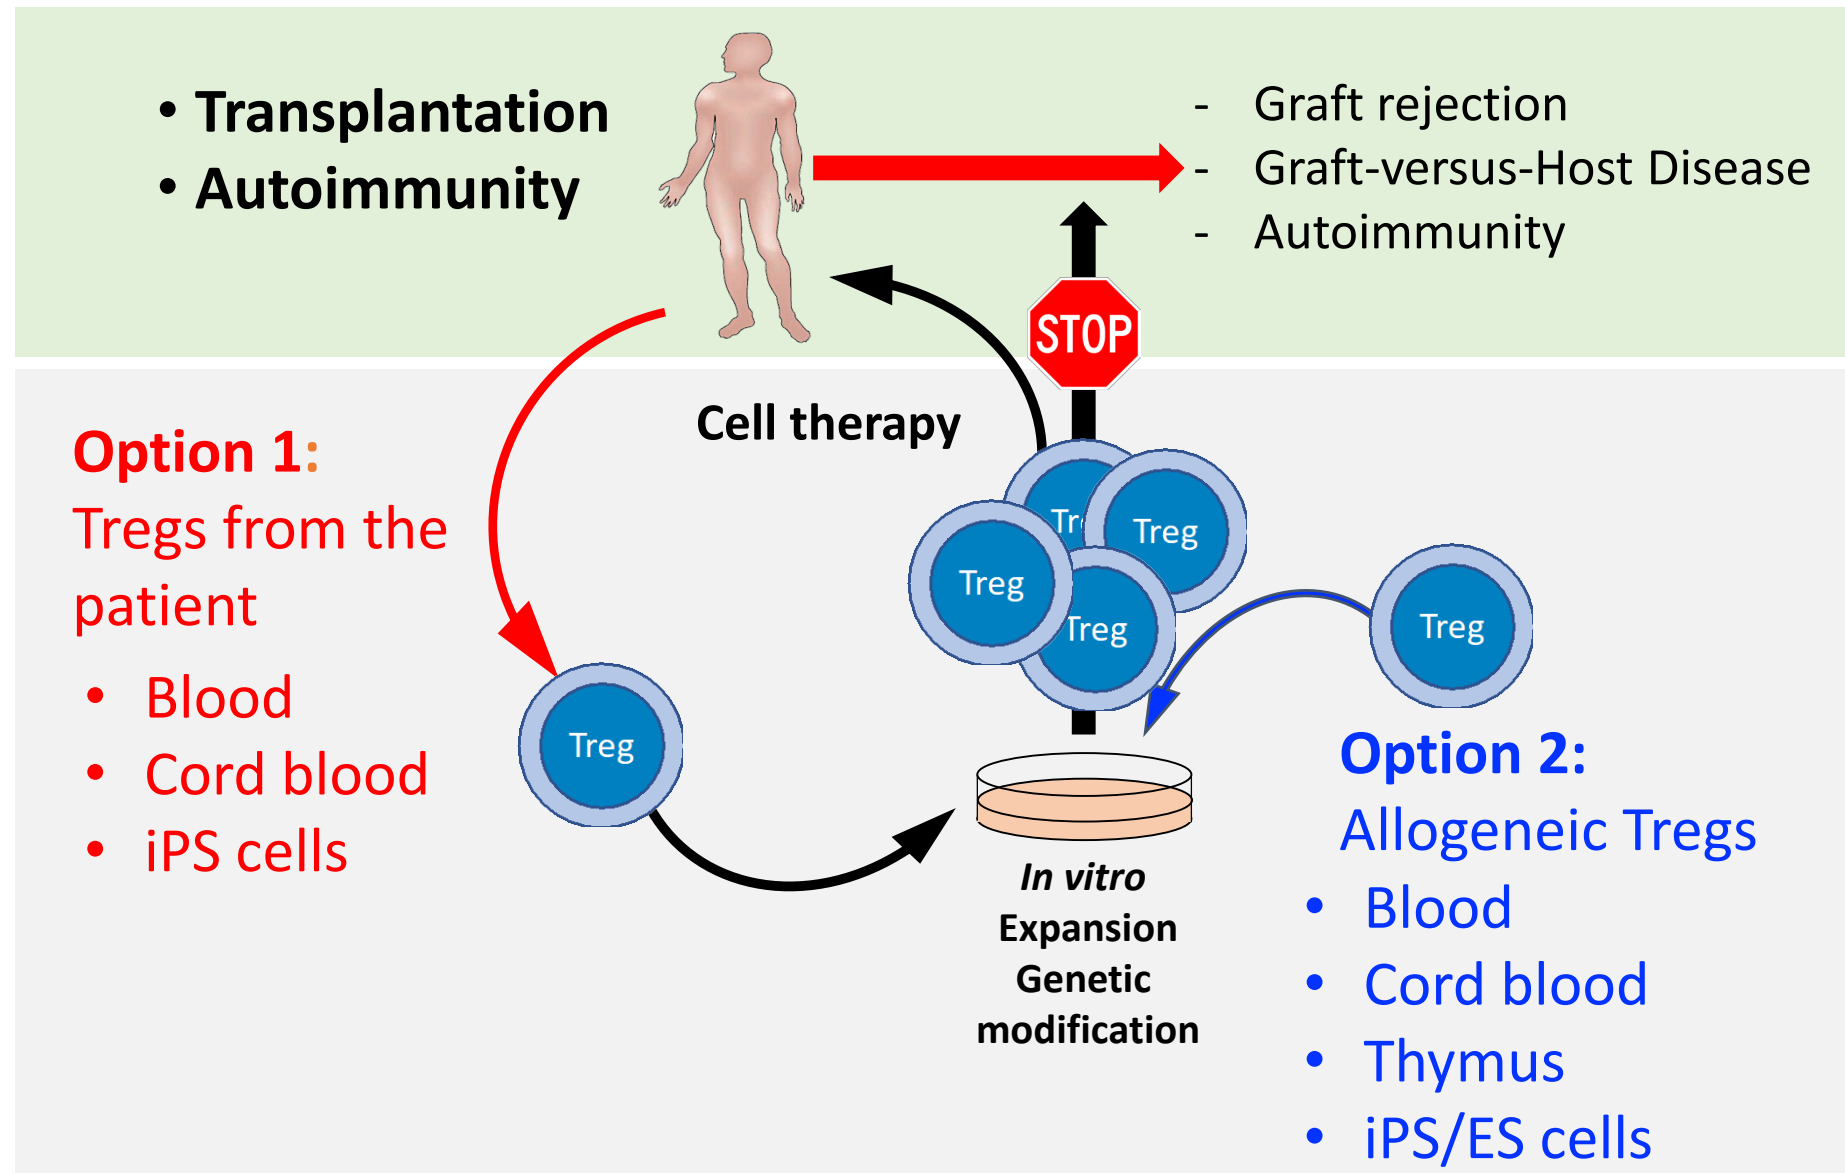 • Transplantation
• Autoimmunity
- Graft rejection
- Graft-versus-Host Disease
- Autoimmunity
STOP
Cell therapy
Option 1:
Tregs from the
patient
• Blood
• Cord blood
• iPS cells
Treg
Tr
Treg
Treg
Treg
Treg
In vitro
Expansion
Genetic
modification
Option 2:
Allogeneic Tregs
• Blood
• Cord blood
• Thymus
• iPS/ES cells